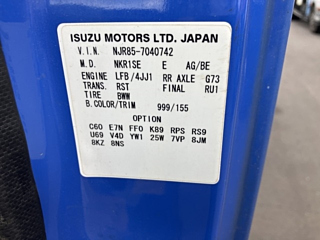 ISUZU MOTORS LTD. JAPAN
V.I.N. NJR85-7040742
M.D. NKR1SE E AG/BE
ENGINE LFB/4JJ1 RR AXLE G73
TRANS. RST FINAL RU1
TIRE BWW
B.COLOR/TRIM 999/155
OPTION
C60 E7N FF0 K89 RPS RS9
U69 V4D YW1 25W 7VP 8JM
8KZ 8NS